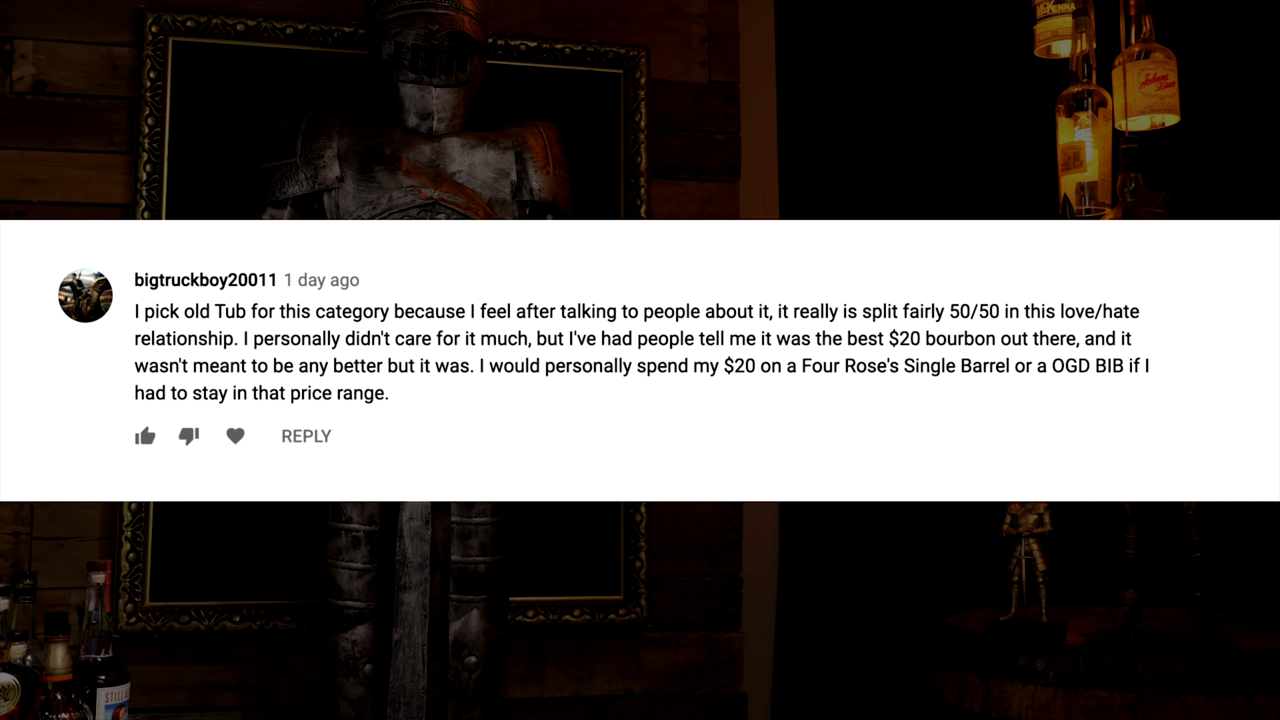 McKENNA
Johnny
bigtruckboy20011 1 day ago
I pick old Tub for this category because I feel after talking to people about it, it really is split fairly 50/50 in this love/hate
relationship. I personally didn't care for it much, but I've had people tell me it was the best $20 bourbon out there, and it
wasn't meant to be any better but it was. I would personally spend my $20 on a Four Rose's Single Barrel or a OGD BIB if I
had to stay in that price range.
REPLY